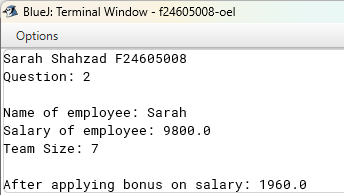 BlueJ: Terminal Window - f24605008-oel
Options
Sarah Shahzad F24605008
Question: 2
Name of employee: Sarah
Salary of employee: 9800.0
Team Size: 7
After applying bonus on salary: 1960.0